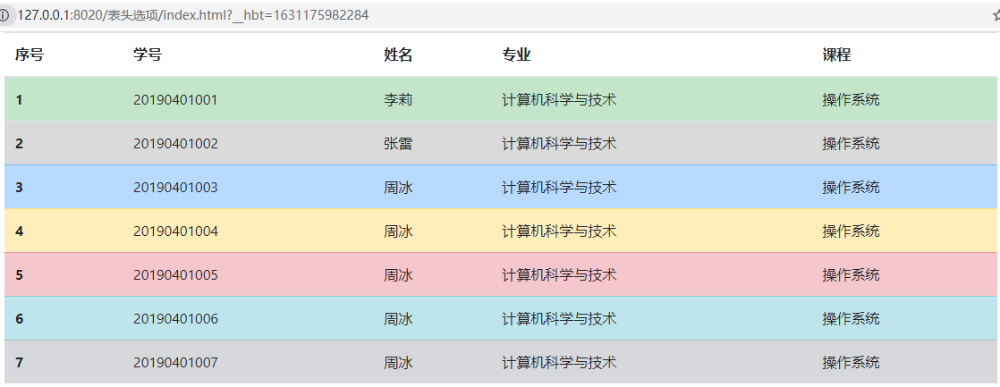 127.0.0.1:8020/表头选项/index.html?__hbt=1631175982284
序号 学号 姓名 专业 课程
1 20190401001 李莉 计算机科学与技术 操作系统
2 20190401002 张雷 计算机科学与技术 操作系统
3 20190401003 周冰 计算机科学与技术 操作系统
4 20190401004 周冰 计算机科学与技术 操作系统
5 20190401005 周冰 计算机科学与技术 操作系统
6 20190401006 周冰 计算机科学与技术 操作系统
7 20190401007 周冰 计算机科学与技术 操作系统